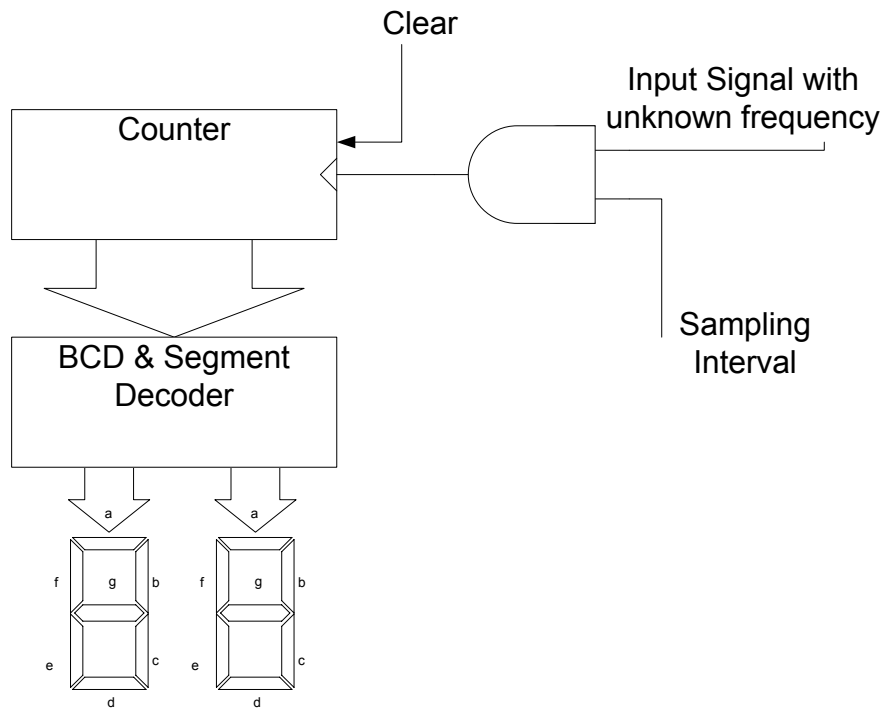 Clear
Input Signal with
unknown frequency
Counter
Sampling
Interval
BCD & Segment
Decoder
a
a
f
g
b
f
g
b
e
c
e
c
d
d